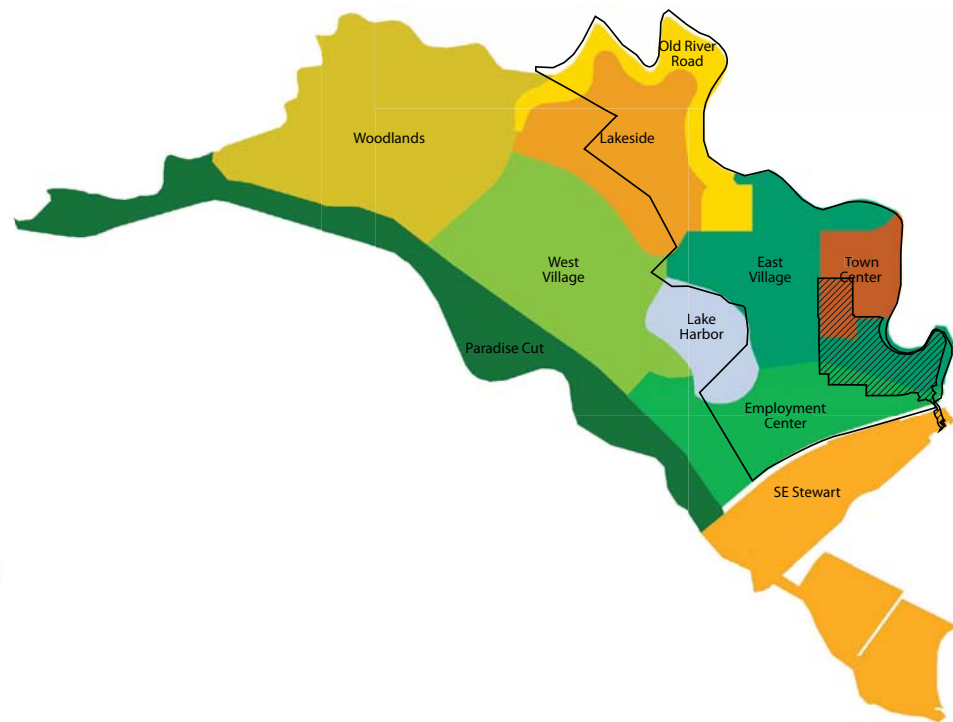 Old River
Road
Woodlands
Lakeside
West
Village
East
Village
Town
Center
Lake
Harbor
Paradise Cut
Employment
Center
SE Stewart